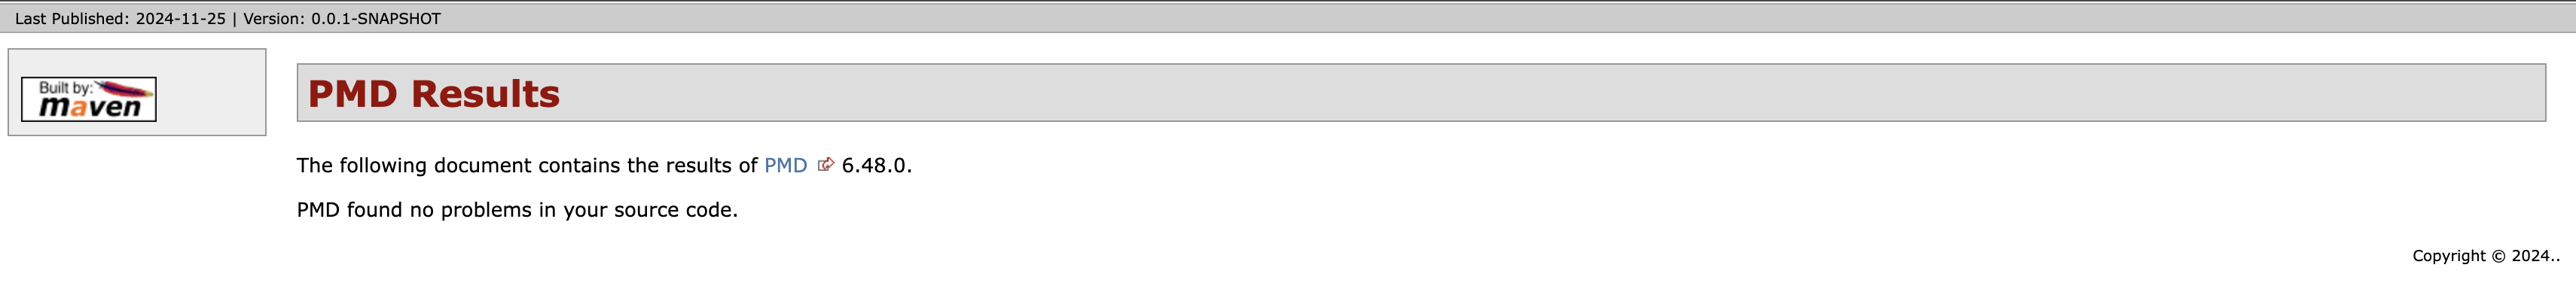 Last Published: 2024-11-25 | Version: 0.0.1-SNAPSHOT
Built by:
maven
PMD Results
The following document contains the results of PMD 6.48.0.
PMD found no problems in your source code.
Copyright © 2024..